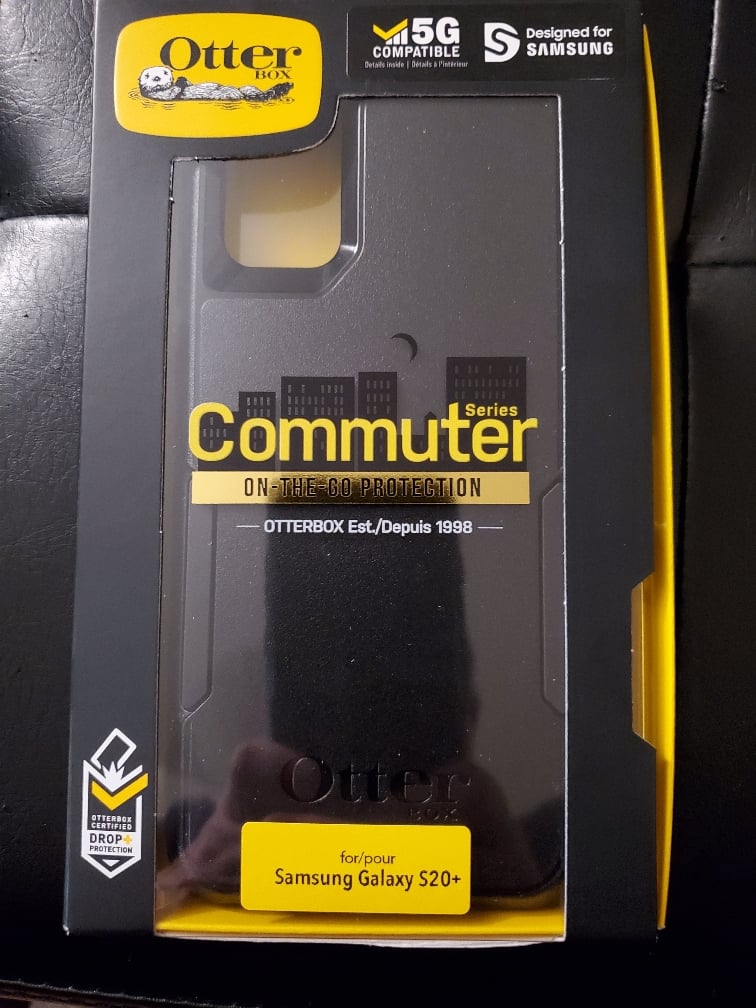 Otter
BOX
5G
COMPATIBLE
Details inside | Détails à l'intérieur
Designed for
SAMSUNG
Commuter
Series
ON-THE-GO PROTECTION
OTTERBOX Est./Depuis 1998
Otter
BOX
OTTERBOX
CERTIFIED
DROP+
PROTECTION
for/pour
Samsung Galaxy S20+